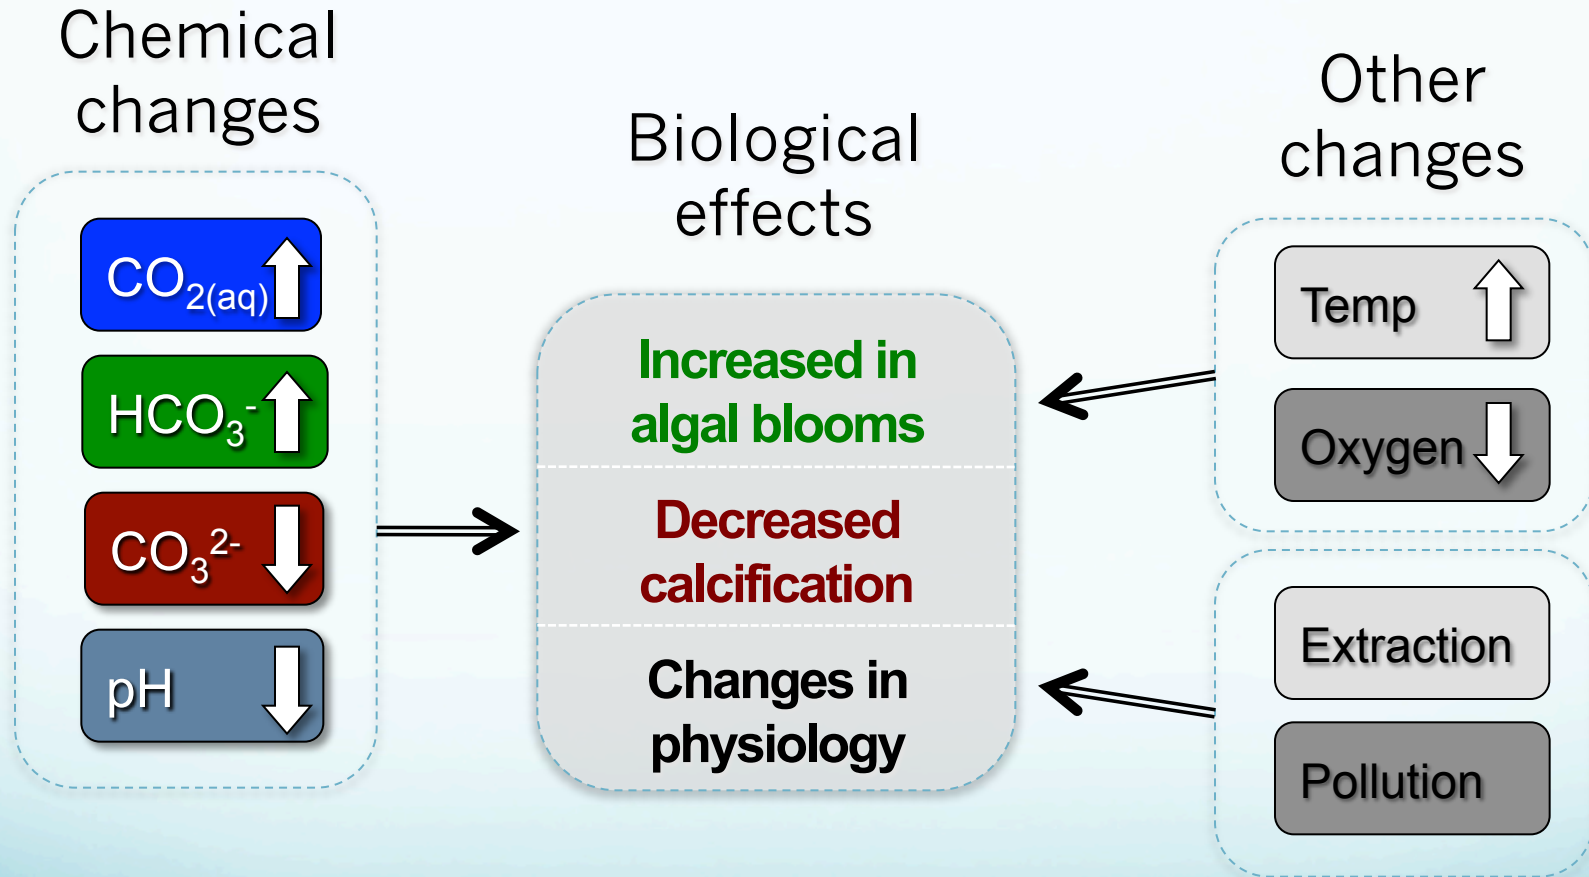 Chemical
changes
CO2(aq)
HCO3-
CO32-
pH
Biological
effects
Increased in
algal blooms
Decreased
calcification
Changes in
physiology
Other
changes
Temp
Oxygen
Extraction
Pollution